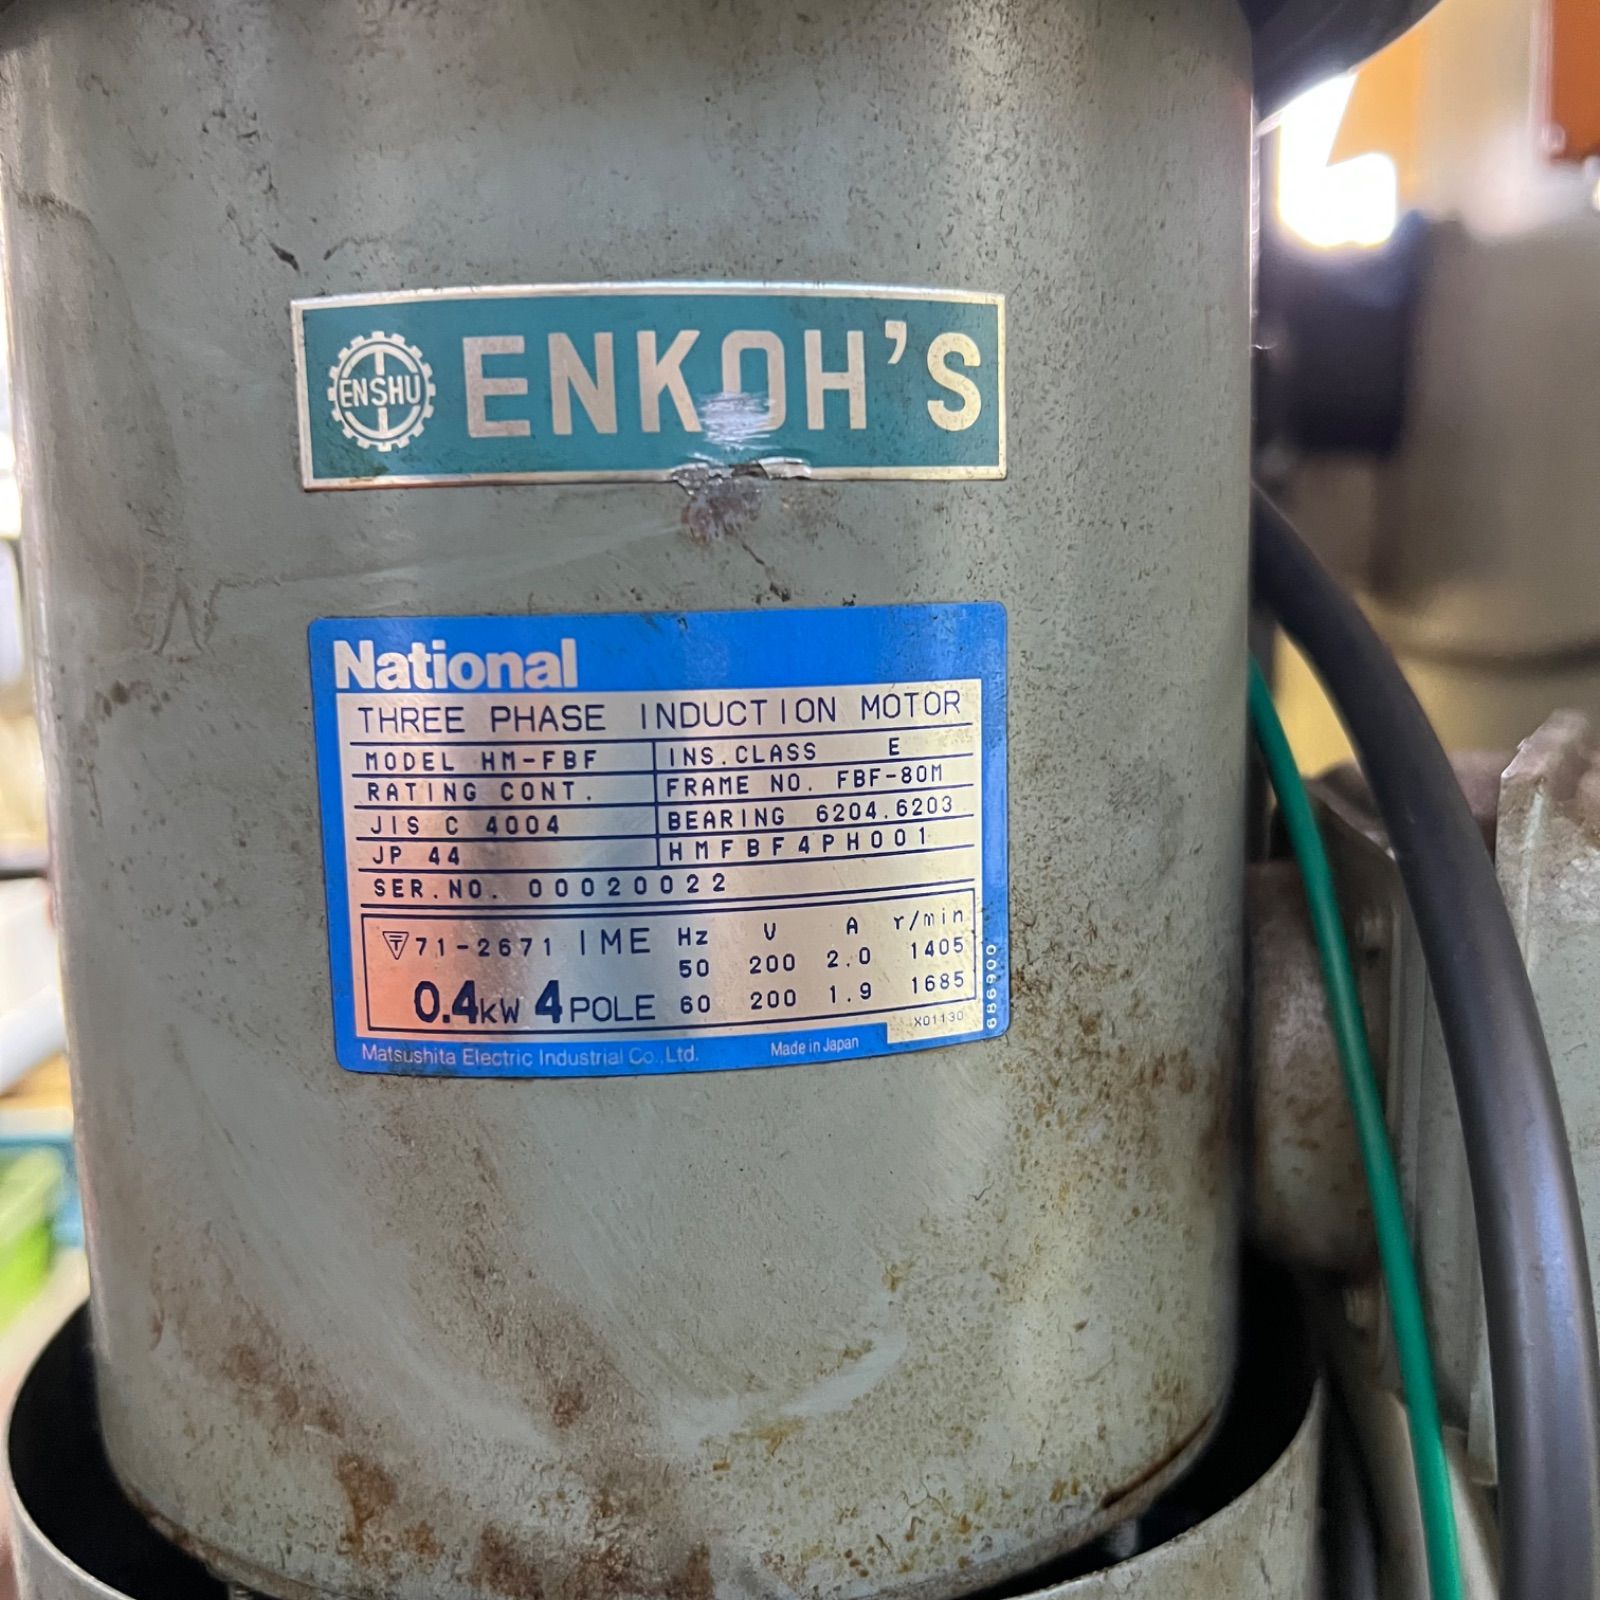 ENSHU ENKOH'S
National
THREE PHASE INDUCTION MOTOR
MODEL HM-FBF INS.CLASS E
RATING CONT. FRAME NO. FBF-80M
JIS C 4004 BEARING 6204.6203
JP 44 HMFBF4PH001
SER.NO. 00020022
T 71-2671 IME Hz V A r/min
50 200 2.0 1405
0.4kW 4POLE 60 200 1.9 1685
X01130
686900
Matsushita Electric Industrial Co.,Ltd. Made in Japan